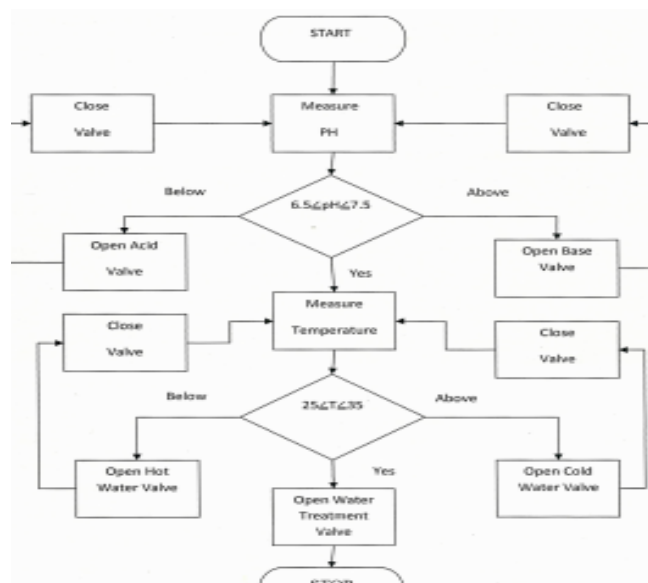 START
Close
Valve
Measure
PH
Close
Valve
Below
Above
6.5≤pH≤7.5
Open Acid
Valve
Open Base
Valve
Yes
Close
Valve
Measure
Temperature
Close
Valve
Below
Above
25≤T≤35
Open Hot
Water Valve
Yes
Open Cold
Water Valve
Open Water
Treatment
Valve
STOP